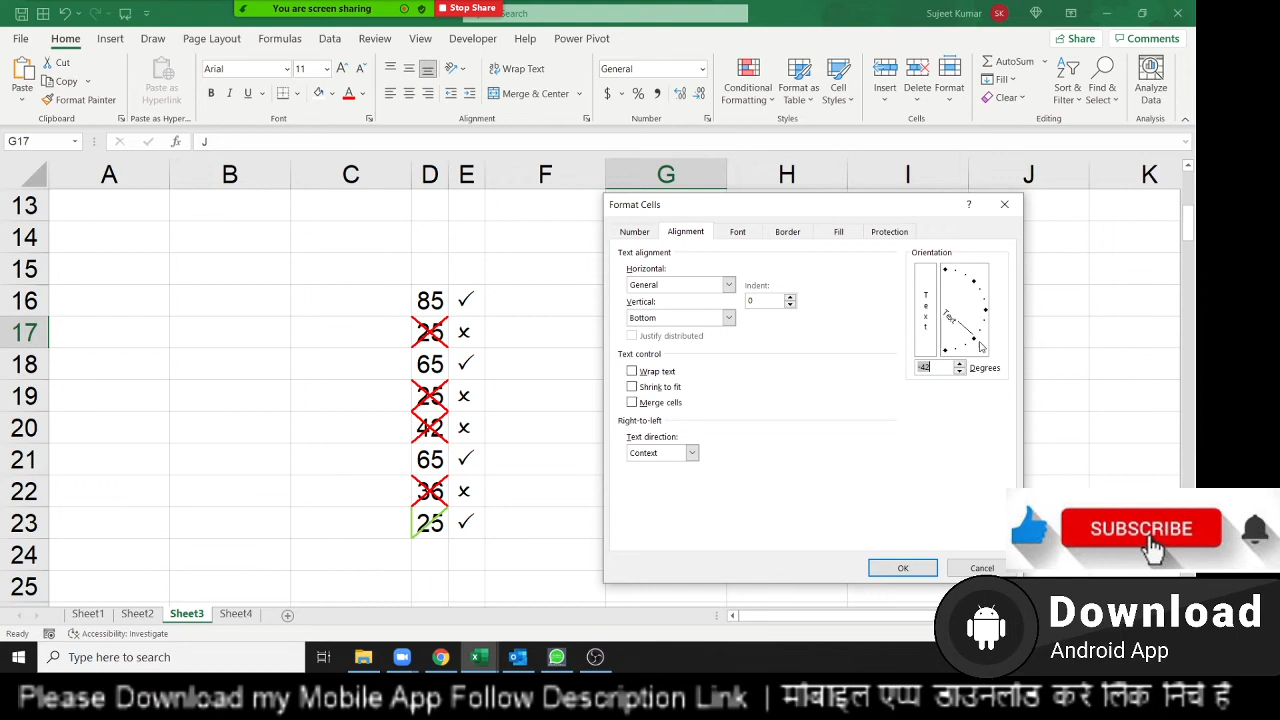 You are screen sharing
Stop Share
Search
Sujeet Kumar
SK
File
Home
Insert
Draw
Page Layout
Formulas
Data
Review
View
Developer
Help
Power Pivot
Share
Comments
Paste
Cut
Copy
Format Painter
Clipboard
Paste as
Hyperlink
Paste as Hyper...
Arial
11
B I U
Font
Wrap Text
Merge & Center
Alignment
General
$ % ,
Number
Conditional
Formatting
Format as
Table
Cell
Styles
Styles
Insert
Delete
Format
Cells
AutoSum
Fill
Clear
Sort &
Filter
Find &
Select
Editing
Analyze
Data
Analysis
G17
fx
J
A B C D E F G H I J K
13
14
15
16 85 ✓
17 25 ×
18 65 ✓
19 25 ×
20 42 ×
21 65 ✓
22 36 ×
23 25 ✓
24
25
Format Cells
? ×
Number
Alignment
Font
Border
Fill
Protection
Text alignment
Horizontal:
General
Indent:
0
Vertical:
Bottom
Justify distributed
Text control
Wrap text
Shrink to fit
Merge cells
Right-to-left
Text direction:
Context
Orientation
Text
Text
-42
Degrees
OK
Cancel
Sheet1
Sheet2
Sheet3
Sheet4
Ready
Accessibility: Investigate
SUBSCRIBE
Download
Android App
Type here to search
Please Download my Mobile App Follow Description Link | मोबाइल एप्प डाउनलोड करे लिंक निचे है